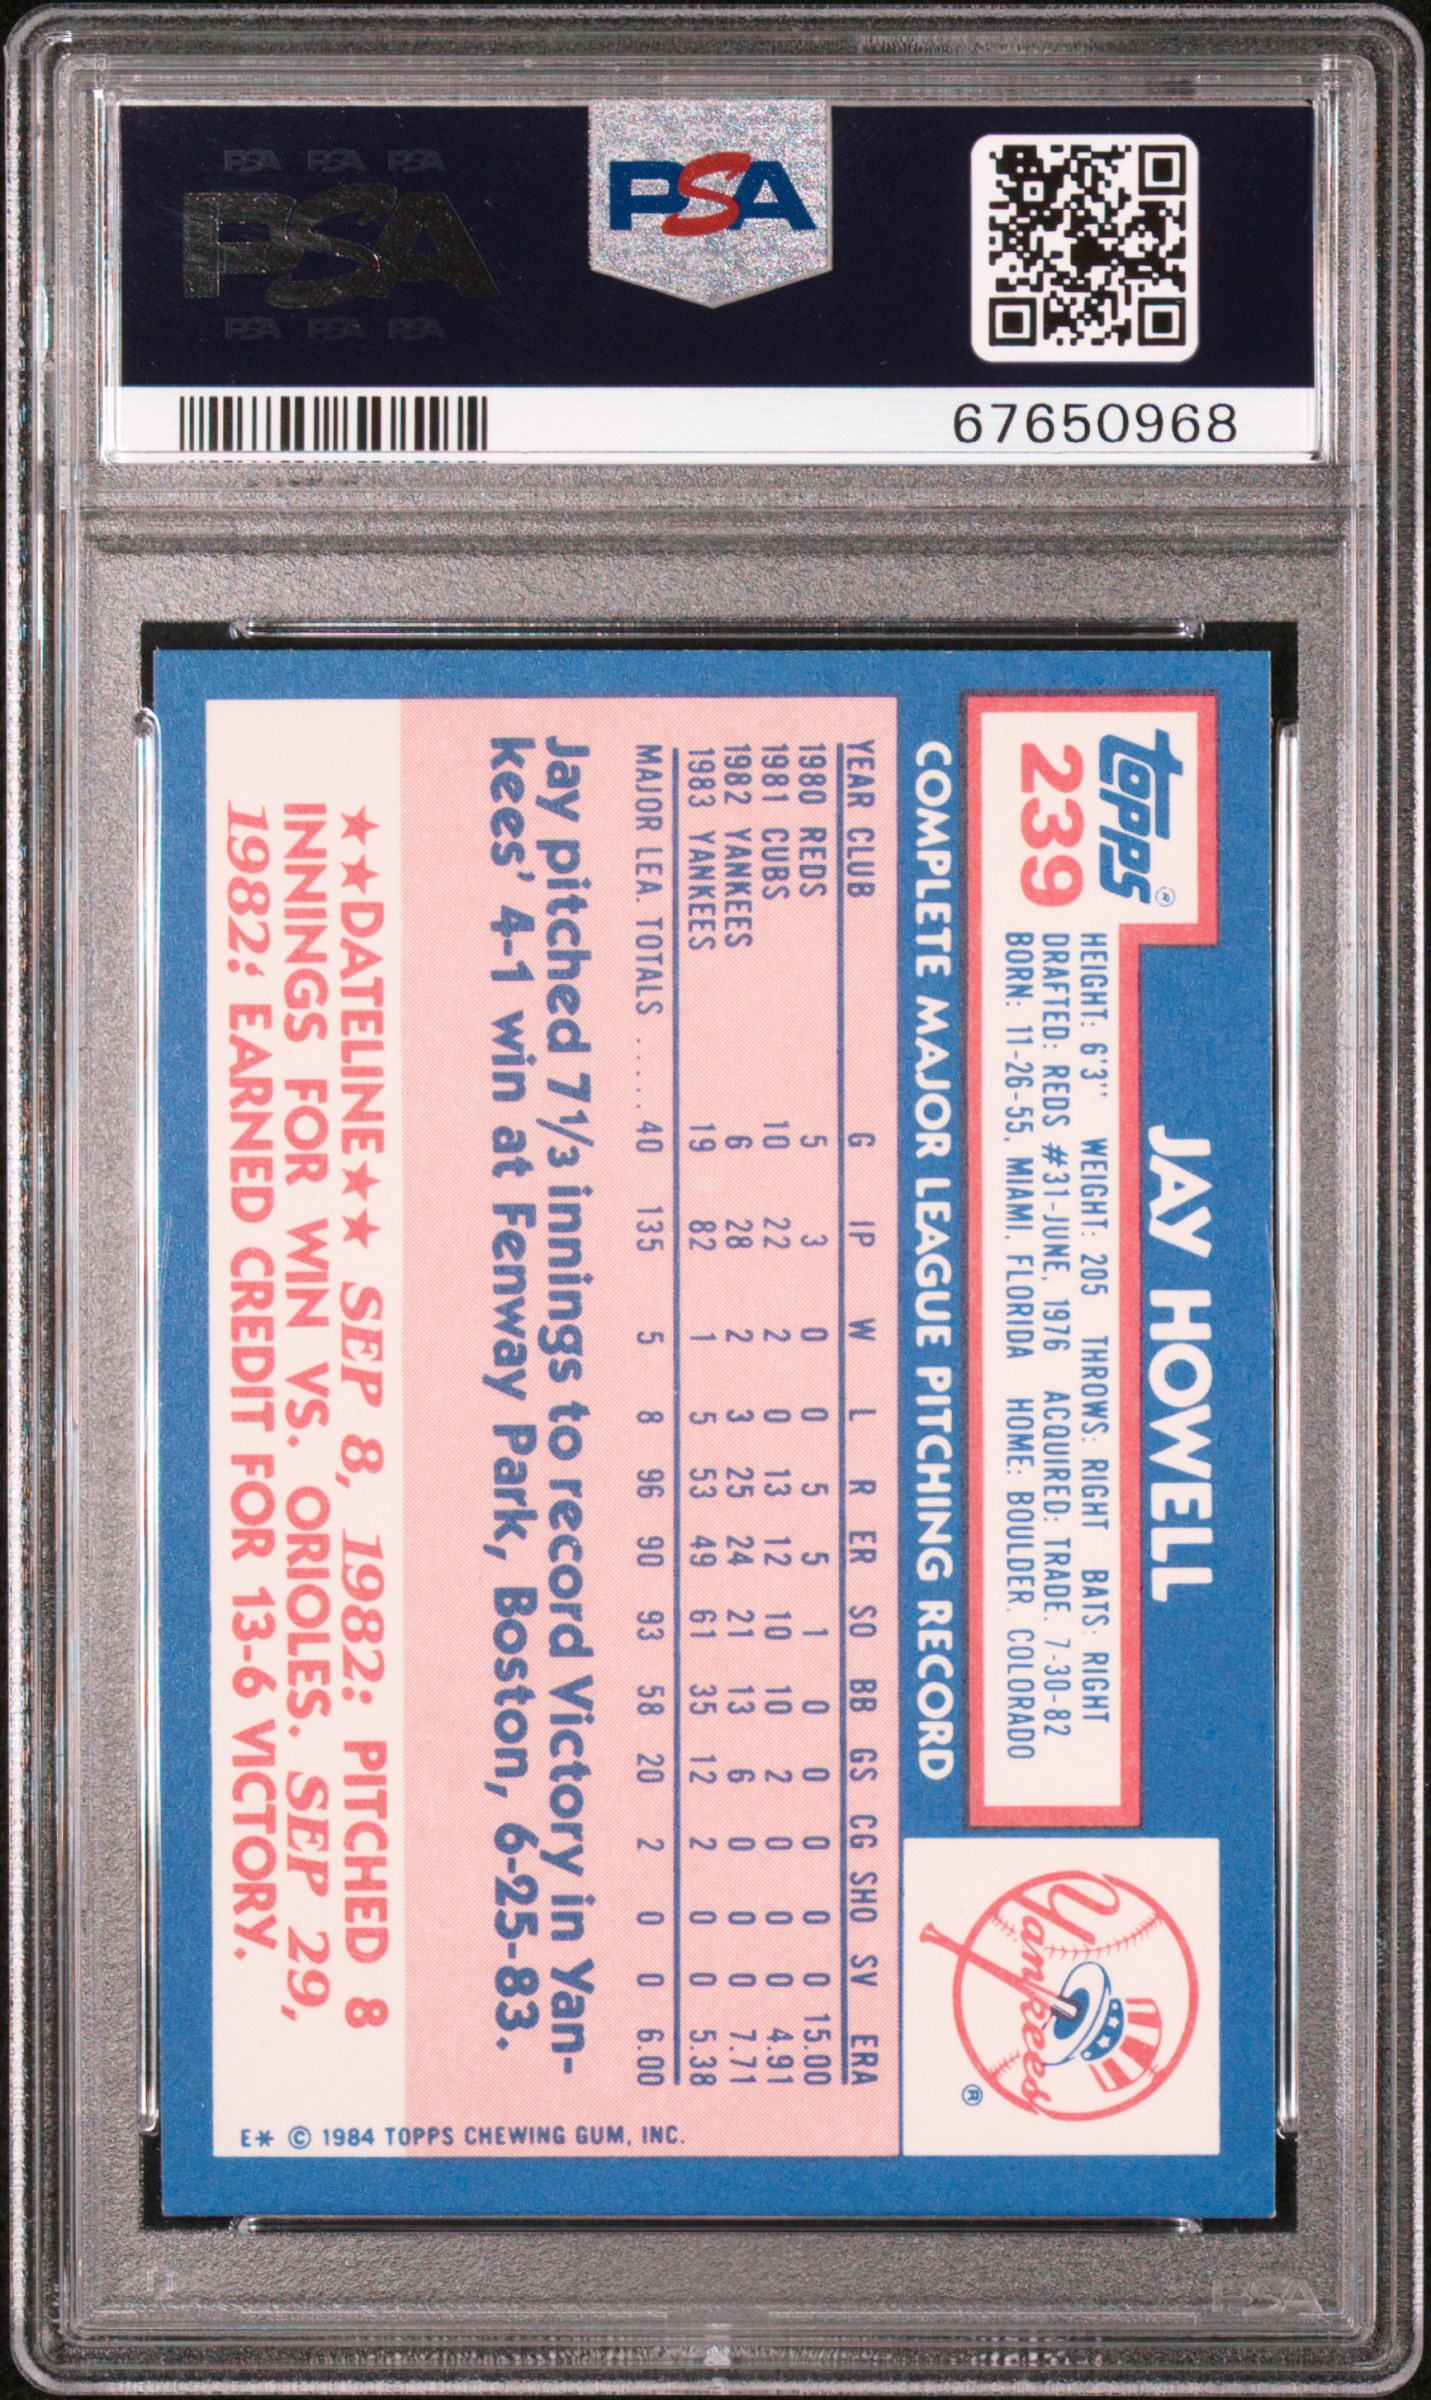 PSA PSA PSA
PSA
PSA PSA PSA
PSA
67650968
topps®
239
JAY HOWELL
HEIGHT: 6'3" WEIGHT: 205 THROWS: RIGHT BATS: RIGHT
DRAFTED: REDS #31-JUNE, 1976 ACQUIRED: TRADE, 7-30-82
BORN: 11-26-55, MIAMI, FLORIDA HOME: BOULDER, COLORADO
Yankees ®
COMPLETE MAJOR LEAGUE PITCHING RECORD
YEAR CLUB G IP W L R ER SO BB GS CG SHO SV ERA
1980 REDS 5 3 0 0 5 5 1 0 0 0 0 0 15.00
1981 CUBS 10 22 2 0 13 12 10 10 2 0 0 0 4.91
1982 YANKEES 6 28 2 3 25 24 21 13 6 0 0 0 7.71
1983 YANKEES 19 82 1 5 53 49 61 35 12 2 0 0 5.38
MAJOR LEA. TOTALS ..... 40 135 5 8 96 90 93 58 20 2 0 0 6.00
Jay pitched 7⅓ innings to record Victory in Yan-
kees' 4-1 win at Fenway Park, Boston, 6-25-83.
★★DATELINE★★ SEP 8, 1982: PITCHED 8
INNINGS FOR WIN VS. ORIOLES. SEP 29,
1982: EARNED CREDIT FOR 13-6 VICTORY.
E* © 1984 TOPPS CHEWING GUM, INC.
PSA